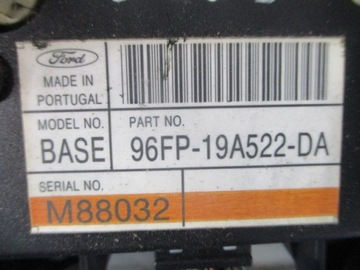 Ford
MADE IN
PORTUGAL
MODEL NO. PART NO.
BASE 96FP-19A522-DA
SERIAL NO.
M88032